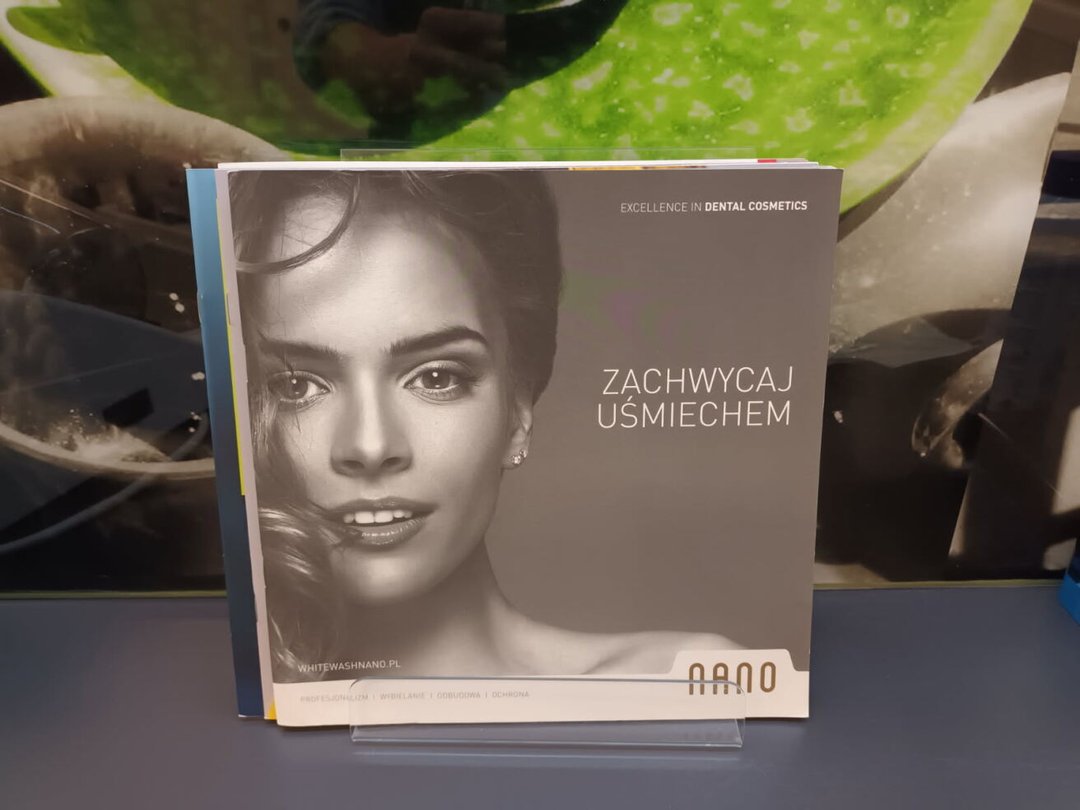 EXCELLENCE IN DENTAL COSMETICS
ZACHWYCAJ
UŚMIECHEM
WHITEWASHNANO.PL
NANO
PROFESJONALIZM | WYBIELANIE | ODBUDOWA | OCHRONA